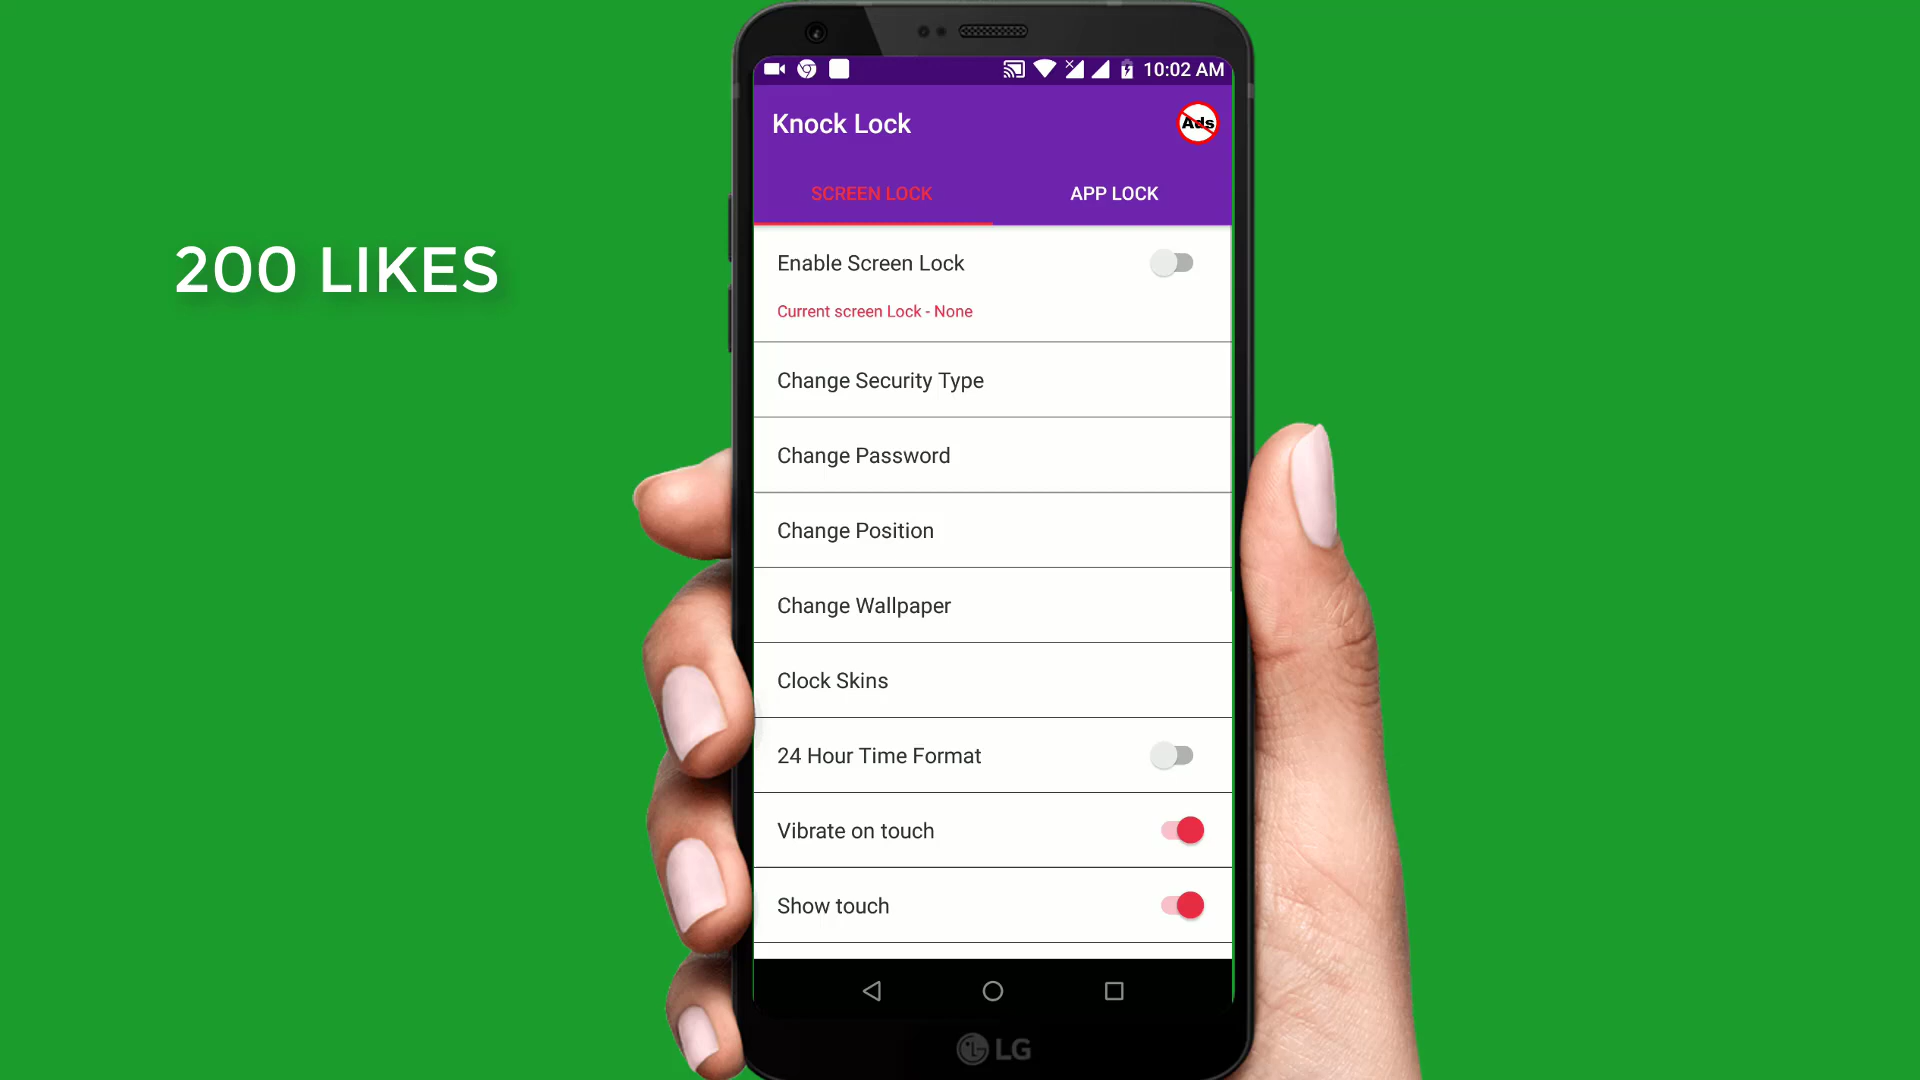 10:02 AM
Knock Lock
Ads
SCREEN LOCK
APP LOCK
200 LIKES
Enable Screen Lock
Current screen Lock - None
Change Security Type
Change Password
Change Position
Change Wallpaper
Clock Skins
24 Hour Time Format
Vibrate on touch
Show touch
LG